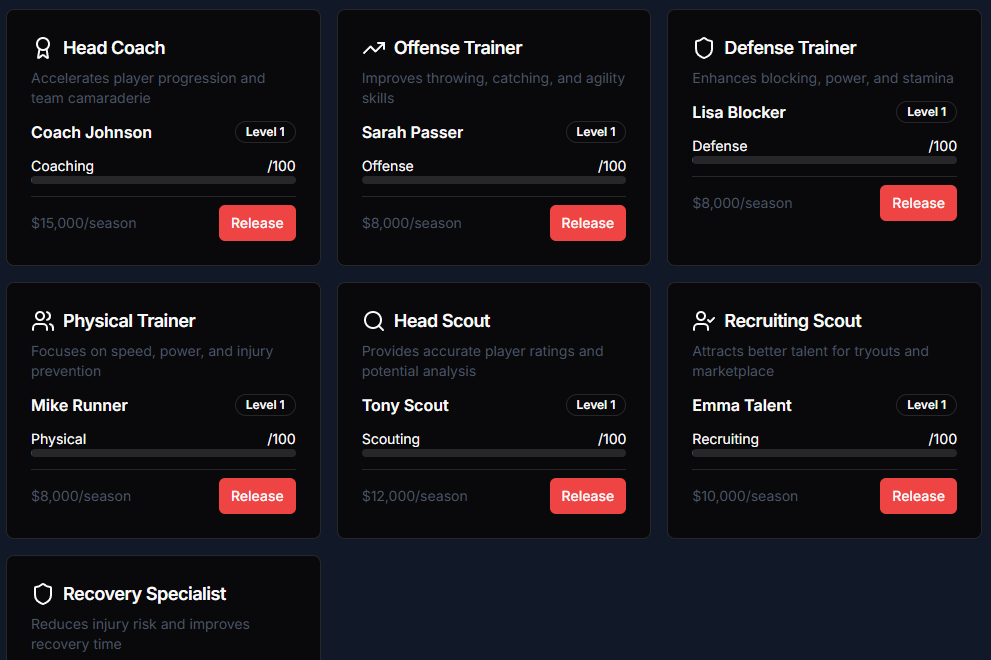 Head Coach
Accelerates player progression and
team camaraderie
Coach Johnson Level 1
Coaching /100
$15,000/season Release
Offense Trainer
Improves throwing, catching, and agility
skills
Sarah Passer Level 1
Offense /100
$8,000/season Release
Defense Trainer
Enhances blocking, power, and stamina
Lisa Blocker Level 1
Defense /100
$8,000/season Release
Physical Trainer
Focuses on speed, power, and injury
prevention
Mike Runner Level 1
Physical /100
$8,000/season Release
Head Scout
Provides accurate player ratings and
potential analysis
Tony Scout Level 1
Scouting /100
$12,000/season Release
Recruiting Scout
Attracts better talent for tryouts and
marketplace
Emma Talent Level 1
Recruiting /100
$10,000/season Release
Recovery Specialist
Reduces injury risk and improves
recovery time